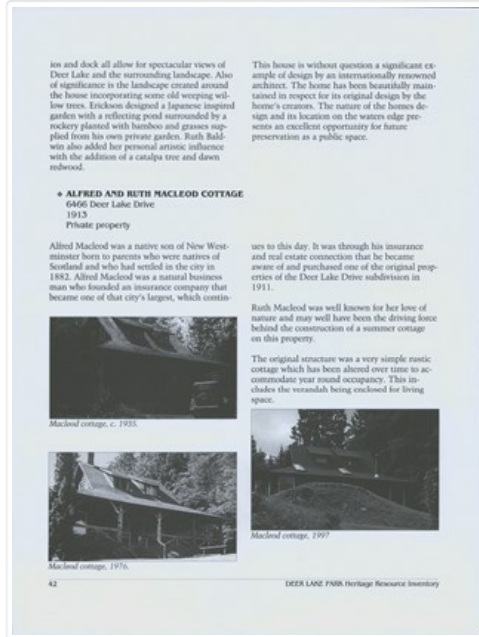 ios and dock all allow for spectacular views of
Deer Lake and the surrounding landscape. Also
of significance is the landscape created around
the house incorporating some old weeping wil-
low trees. Erickson designed a Japanese inspired
garden with a reflecting pond surrounded by a
rockery planted with bamboo and grasses sup-
plied from his own private garden. Ruth Bald-
win also added her personal artistic influence
with the addition of a catalpa tree and dawn
redwood.
This house is without question a significant ex-
ample of design by an internationally renowned
architect. The home has been beautifully main-
tained in respect for its original design by the
home's creators. The nature of the homes de-
sign and its location on the waters edge pre-
sents an excellent opportunity for future
preservation as a public space.
ALFRED AND RUTH MACLEOD COTTAGE
6466 Deer Lake Drive
1913
Private property
Alfred Macleod was a native son of New West-
minster born to parents who were natives of
Scotland and who had settled in the city in
1882. Alfred Macleod was a natural business
man who founded an insurance company that
became one of that city's largest, which contin-
ues to this day. It was through his insurance
and real estate connection that he became
aware of and purchased one of the original prop-
erties of the Deer Lake Drive subdivision in
1911.
Ruth Macleod was well known for her love of
nature and may well have been the driving force
behind the construction of a summer cottage
on this property.
The original structure was a very simple rustic
cottage which has been altered over time to ac-
commodate year round occupancy. This in-
cludes the verandah being enclosed for living
space.
Macleod cottage, c. 1935.
Macleod cottage, 1976.
Macleod cottage, 1997
42
DEER LAKE PARK Heritage Resource Inventory